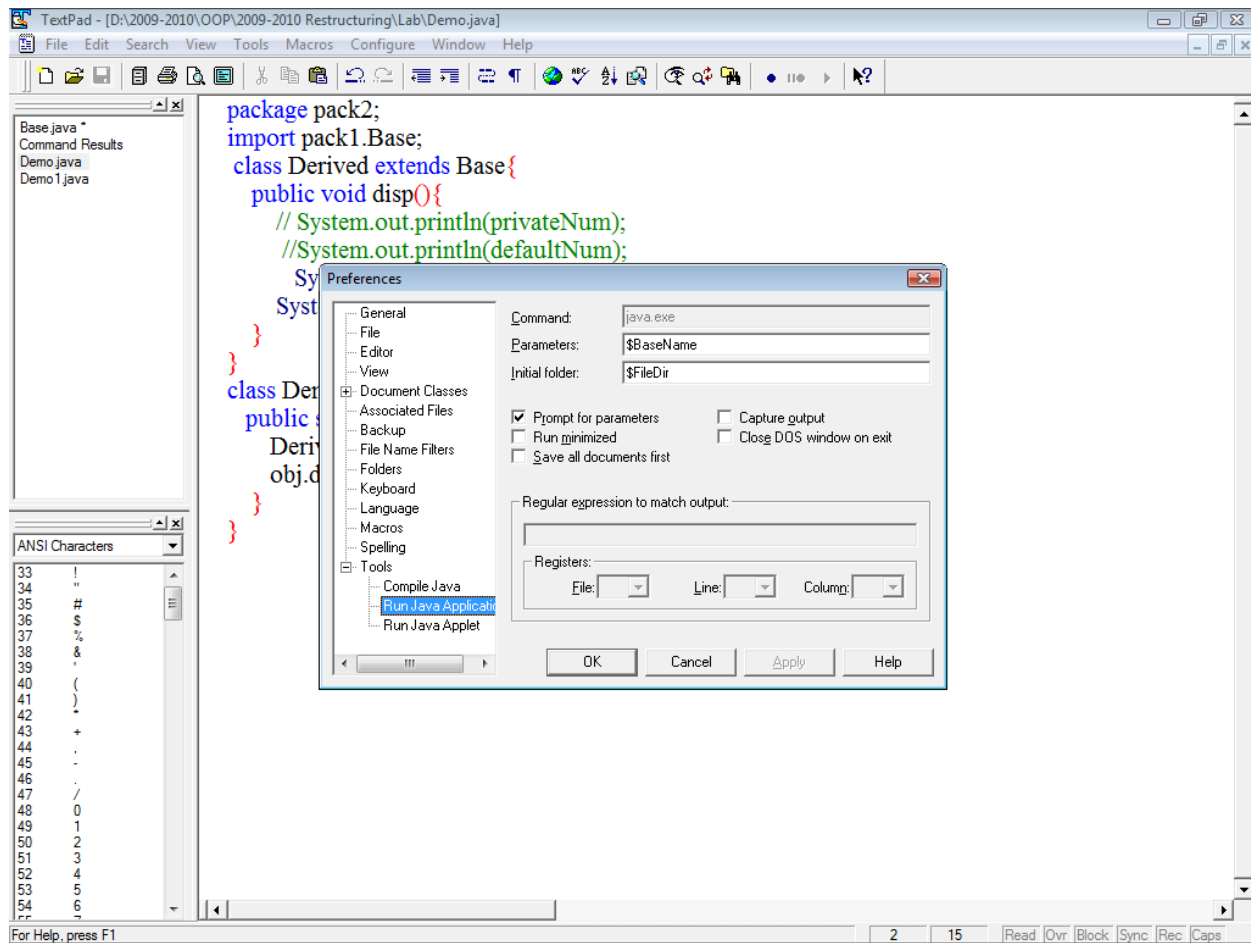 TextPad - [D:\2009-2010\OOP\2009-2010 Restructuring\Lab\Demo.java]
File Edit Search View Tools Macros Configure Window Help
Base.java *
Command Results
Demo.java
Demo1.java
package pack2;
import pack1.Base;
class Derived extends Base{
public void disp(){
// System.out.println(privateNum);
//System.out.println(defaultNum);
Sy
Syst
}
}
class Der
public s
Deriv
obj.d
}
}
Preferences
General
File
Editor
View
Document Classes
Associated Files
Backup
File Name Filters
Folders
Keyboard
Language
Macros
Spelling
Tools
Compile Java
Run Java Applicatio
Run Java Applet
Command: java.exe
Parameters: $BaseName
Initial folder: $FileDir
Prompt for parameters
Capture output
Run minimized
Close DOS window on exit
Save all documents first
Regular expression to match output:
Registers:
File: Line: Column:
OK Cancel Apply Help
ANSI Characters
33 !
34 "
35 #
36 $
37 %
38 &
39 '
40 (
41 )
42 *
43 +
44 ,
45 -
46 .
47 /
48 0
49 1
50 2
51 3
52 4
53 5
54 6
For Help, press F1
2 15 Read Ovr Block Sync Rec Caps